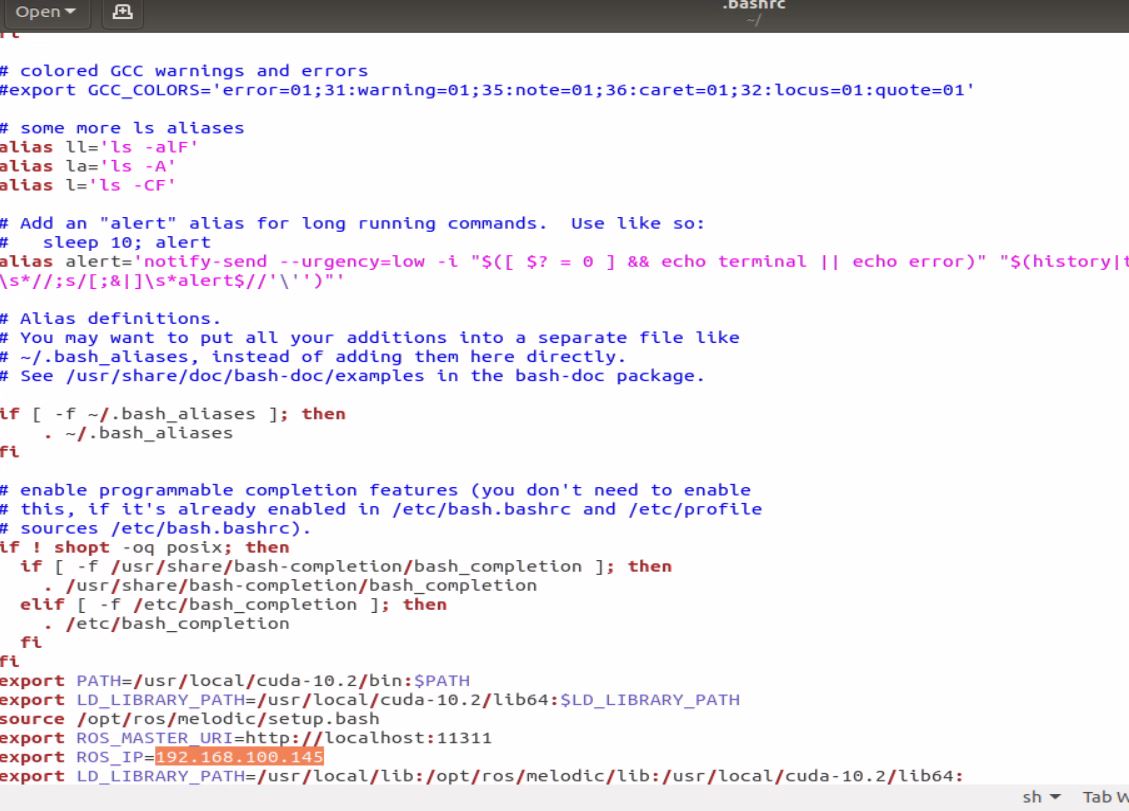 Open
.bashrc
~/
fi
# colored GCC warnings and errors
#export GCC_COLORS='error=01;31:warning=01;35:note=01;36:caret=01;32:locus=01:quote=01'
# some more ls aliases
alias ll='ls -alF'
alias la='ls -A'
alias l='ls -CF'
# Add an "alert" alias for long running commands.  Use like so:
#   sleep 10; alert
alias alert='notify-send --urgency=low -i "$([ $? = 0 ] && echo terminal || echo error)" "$(history|t
\s*//;s/[;&|]\s*alert$//'\'')"'
# Alias definitions.
# You may want to put all your additions into a separate file like
# ~/.bash_aliases, instead of adding them here directly.
# See /usr/share/doc/bash-doc/examples in the bash-doc package.
if [ -f ~/.bash_aliases ]; then
    . ~/.bash_aliases
fi
# enable programmable completion features (you don't need to enable
# this, if it's already enabled in /etc/bash.bashrc and /etc/profile
# sources /etc/bash.bashrc).
if ! shopt -oq posix; then
  if [ -f /usr/share/bash-completion/bash_completion ]; then
    . /usr/share/bash-completion/bash_completion
  elif [ -f /etc/bash_completion ]; then
    . /etc/bash_completion
  fi
fi
export PATH=/usr/local/cuda-10.2/bin:$PATH
export LD_LIBRARY_PATH=/usr/local/cuda-10.2/lib64:$LD_LIBRARY_PATH
source /opt/ros/melodic/setup.bash
export ROS_MASTER_URI=http://localhost:11311
export ROS_IP=192.168.100.145
export LD_LIBRARY_PATH=/usr/local/lib:/opt/ros/melodic/lib:/usr/local/cuda-10.2/lib64:
sh Tab W